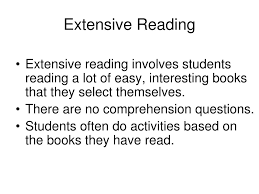 Extensive Reading
• Extensive reading involves students
reading a lot of easy, interesting books
that they select themselves.
• There are no comprehension questions.
• Students often do activities based on
the books they have read.